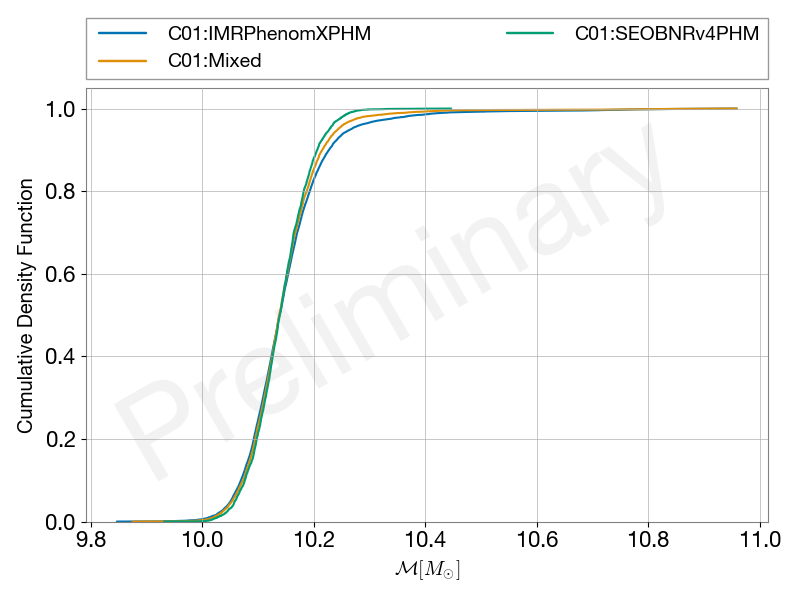 C01:IMRPhenomXPHM
C01:Mixed
C01:SEOBNRv4PHM
Cumulative Density Function
1.0
0.8
0.6
0.4
0.2
0.0
Preliminary
9.8 10.0 10.2 10.4 10.6 10.8 11.0
ℳ[M⊙]